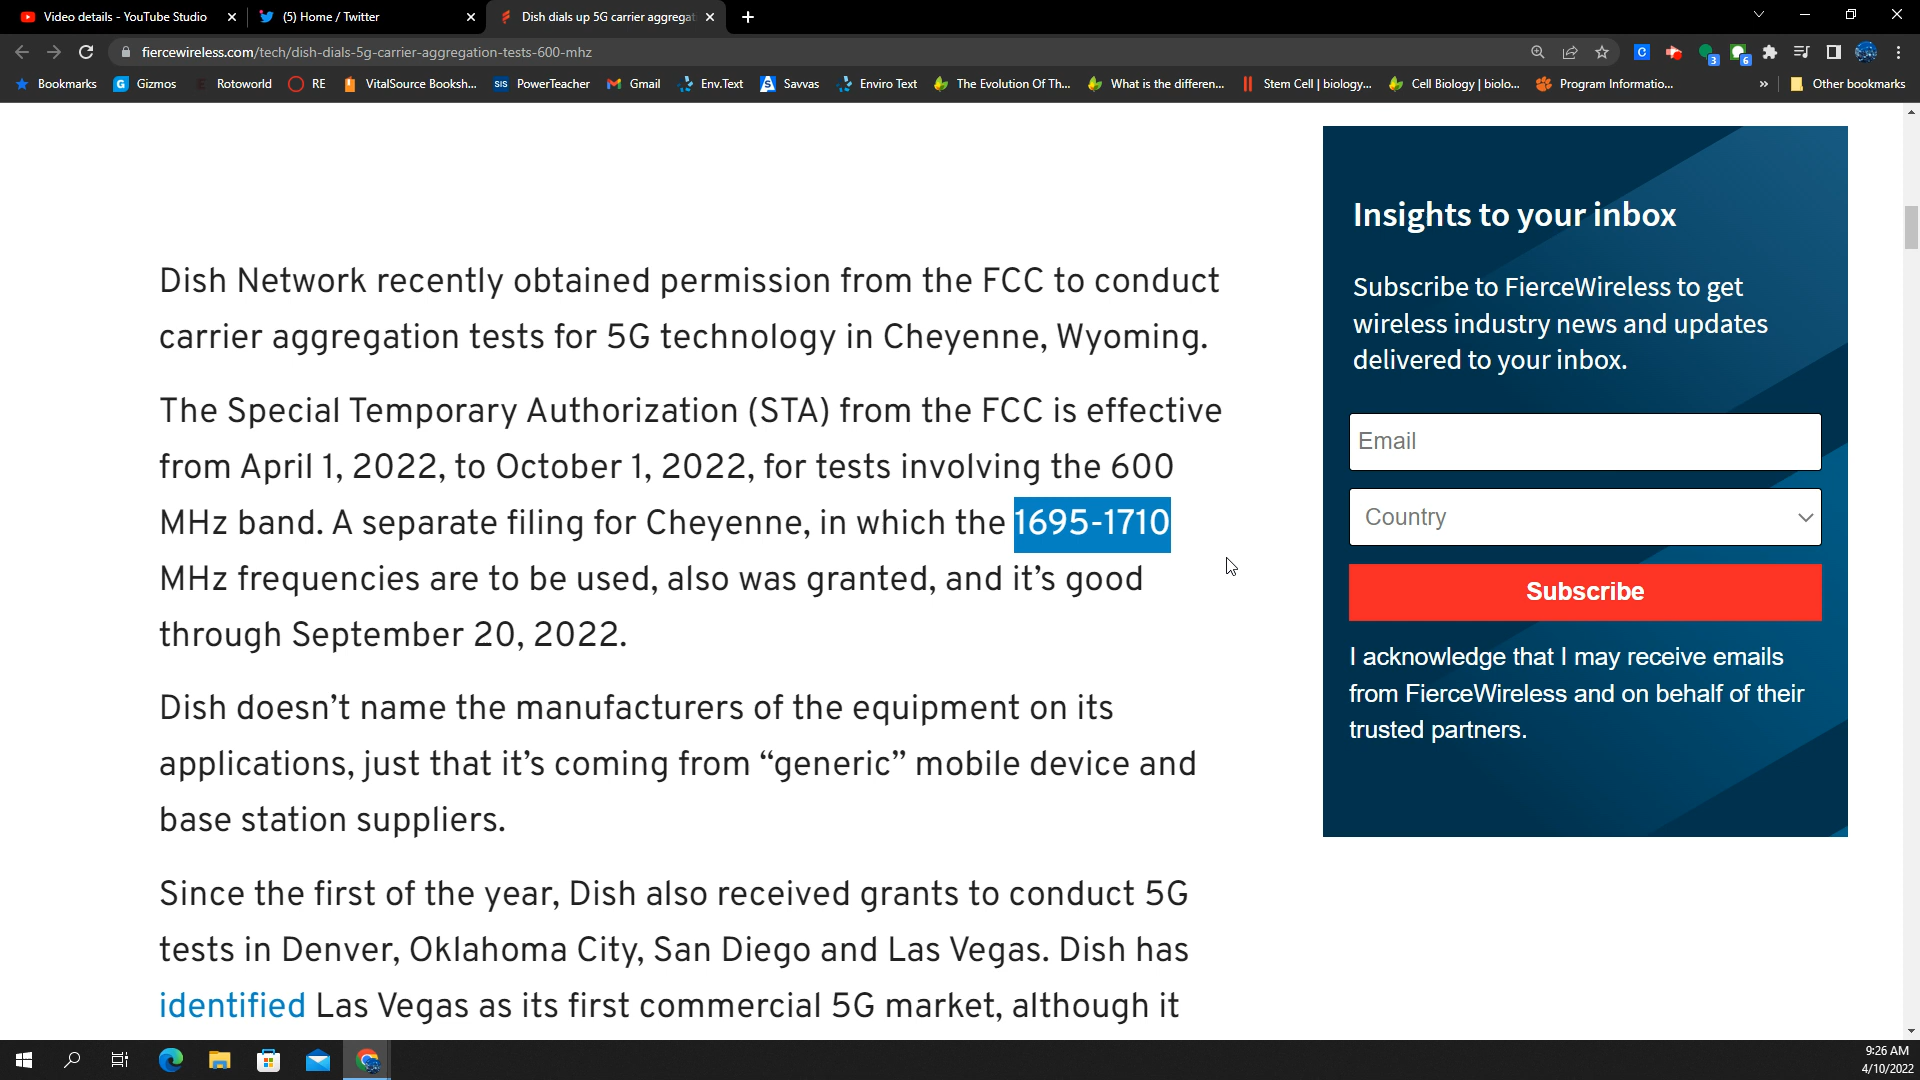 Video details - YouTube Studio
(5) Home / Twitter
Dish dials up 5G carrier aggregat
fiercewireless.com/tech/dish-dials-5g-carrier-aggregation-tests-600-mhz
3
6
Bookmarks
Gizmos
Rotoworld
RE
VitalSource Booksh...
SIS PowerTeacher
Gmail
Env.Text
Savvas
Enviro Text
The Evolution Of Th...
What is the differen...
Stem Cell | biology...
Cell Biology | biolo...
Program Informatio...
»
Other bookmarks
Dish Network recently obtained permission from the FCC to conduct
carrier aggregation tests for 5G technology in Cheyenne, Wyoming.
The Special Temporary Authorization (STA) from the FCC is effective
from April 1, 2022, to October 1, 2022, for tests involving the 600
MHz band. A separate filing for Cheyenne, in which the 1695-1710
MHz frequencies are to be used, also was granted, and it’s good
through September 20, 2022.
Dish doesn’t name the manufacturers of the equipment on its
applications, just that it’s coming from “generic” mobile device and
base station suppliers.
Since the first of the year, Dish also received grants to conduct 5G
tests in Denver, Oklahoma City, San Diego and Las Vegas. Dish has
identified Las Vegas as its first commercial 5G market, although it
Insights to your inbox
Subscribe to FierceWireless to get
wireless industry news and updates
delivered to your inbox.
Email
Country
Subscribe
I acknowledge that I may receive emails
from FierceWireless and on behalf of their
trusted partners.
9:26 AM
4/10/2022